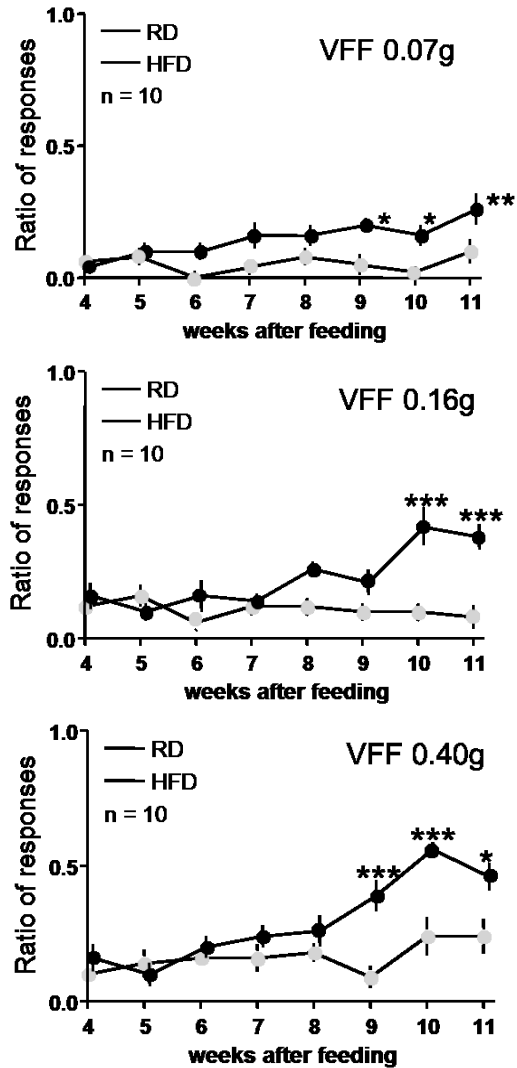 1.0
RD
HFD
n = 10
VFF 0.07g
0.5
0.0
Ratio of responses
* * **
4 5 6 7 8 9 10 11
weeks after feeding
1.0
RD
HFD
n = 10
VFF 0.16g
0.5
0.0
Ratio of responses
*** ***
4 5 6 7 8 9 10 11
weeks after feeding
1.0
RD
HFD
n = 10
VFF 0.40g
0.5
0.0
Ratio of responses
*** *** *
4 5 6 7 8 9 10 11
weeks after feeding